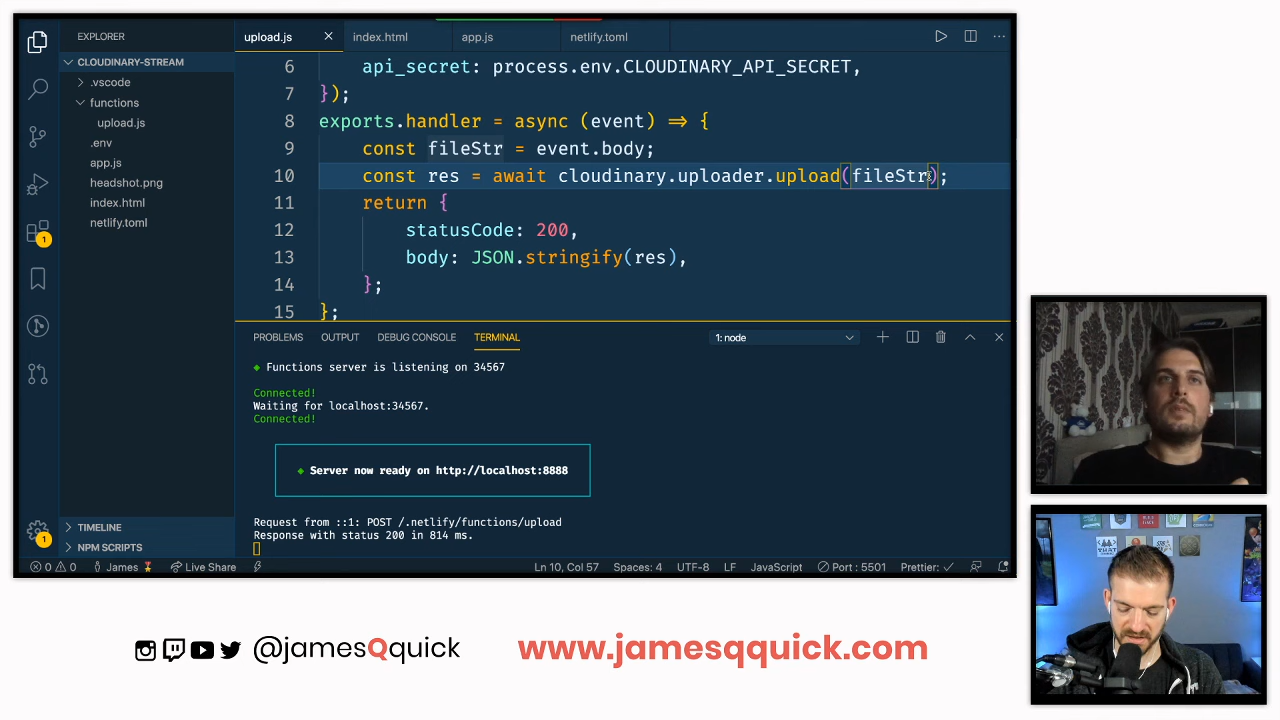 EXPLORER
CLOUDINARY-STREAM
.vscode
functions
upload.js
.env
app.js
headshot.png
index.html
netlify.toml
TIMELINE
NPM SCRIPTS
upload.js index.html app.js netlify.toml
6 api_secret: process.env.CLOUDINARY_API_SECRET,
7 });
8 exports.handler = async (event) => {
9 const fileStr = event.body;
10 const res = await cloudinary.uploader.upload(fileStr);
11 return {
12 statusCode: 200,
13 body: JSON.stringify(res),
14 };
15 };
PROBLEMS OUTPUT DEBUG CONSOLE TERMINAL 1: node
Functions server is listening on 34567
Connected!
Waiting for localhost:34567.
Connected!
Server now ready on http://localhost:8888
Request from ::1: POST /.netlify/functions/upload
Response with status 200 in 814 ms.
1
1
0 0 James Live Share Ln 10, Col 57 Spaces: 4 UTF-8 LF JavaScript Port : 5501 Prettier:
@jamesQquick www.jamesqquick.com